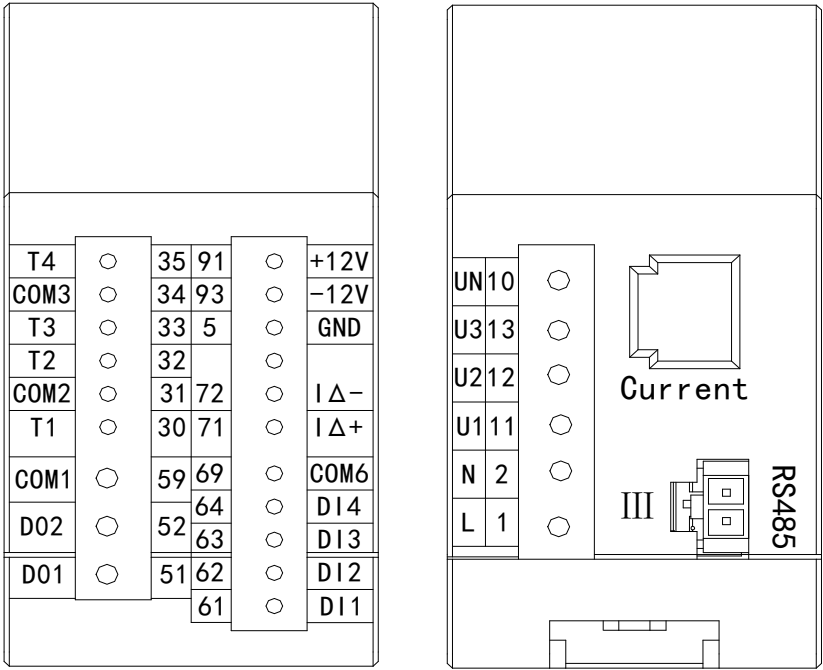 T4 35 91 +12V
COM3 34 93 -12V
T3 33 5 GND
T2 32
COM2 31 72 I∆-
T1 30 71 I∆+
COM1 59 69 COM6
64 DI4
DO2 52 63 DI3
DO1 51 62 DI2
61 DI1
UN 10
U3 13
U2 12
U1 11
N 2
L 1
Current
III
RS485